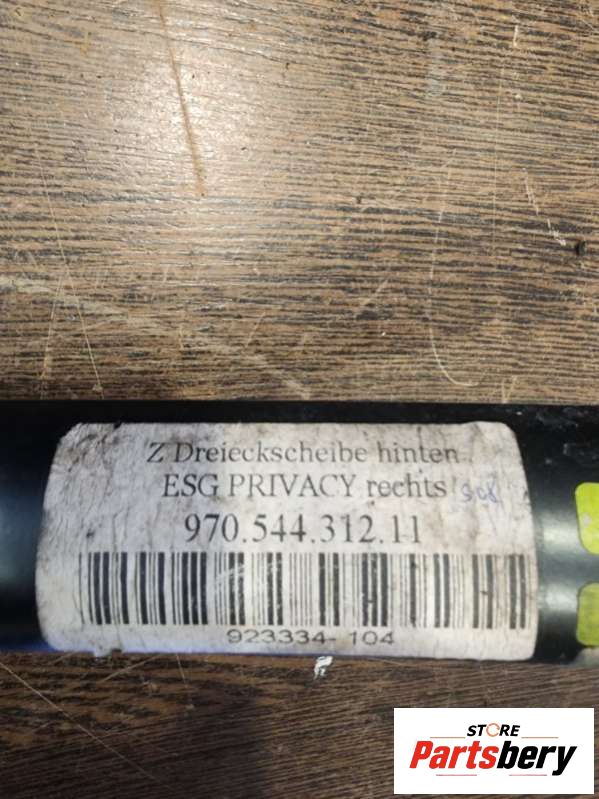 Z Dreieckscheibe hinten
ESG PRIVACY rechts
970.544.312.11
923334-104
STORE
Partsbery